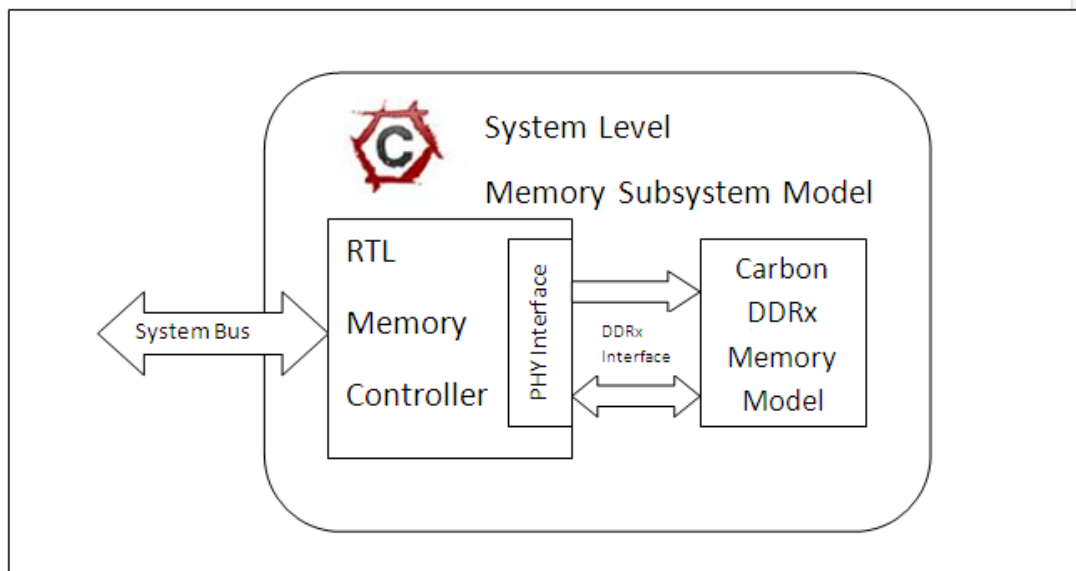 C
System Level
Memory Subsystem Model
RTL
Memory
Controller
PHY Interface
System Bus
DDRx
Interface
Carbon
DDRx
Memory
Model